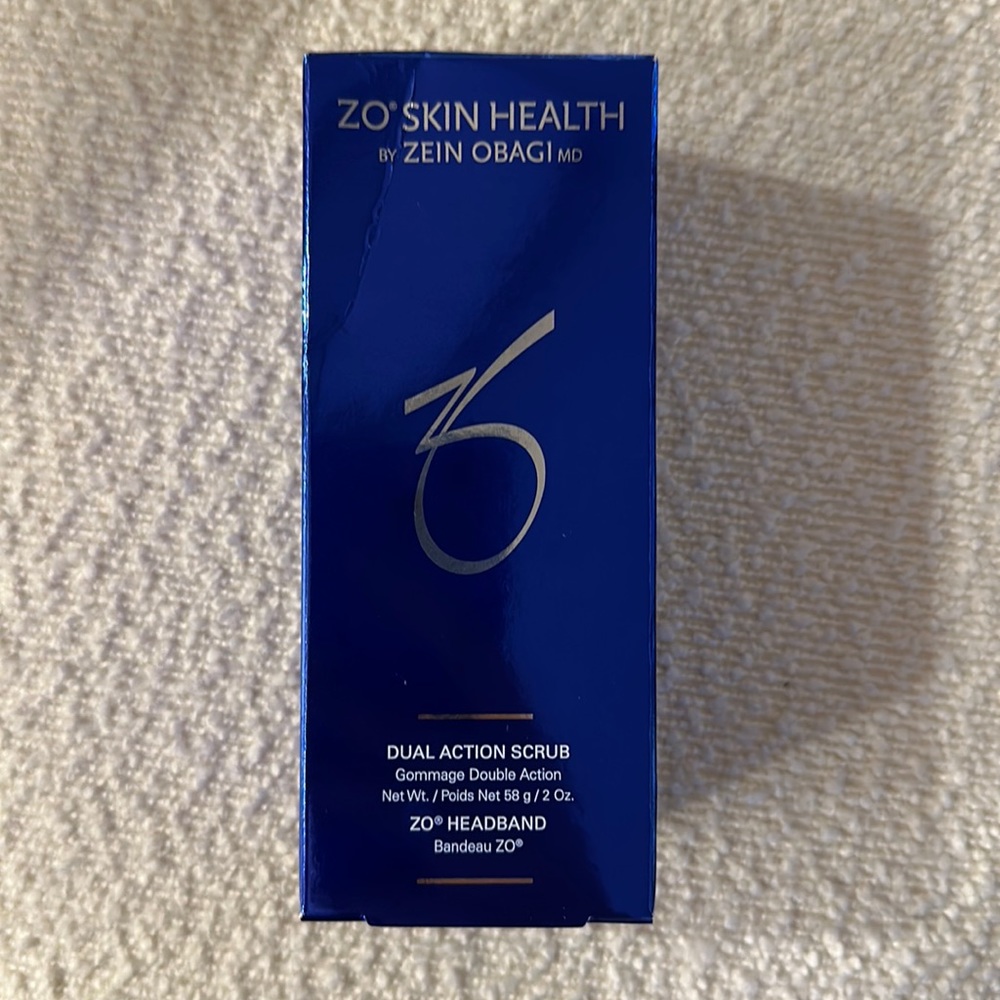 ZO® SKIN HEALTH
BY ZEIN OBAGI MD
DUAL ACTION SCRUB
Gommage Double Action
Net Wt. / Poids Net 58 g / 2 Oz.
ZO® HEADBAND
Bandeau ZO®